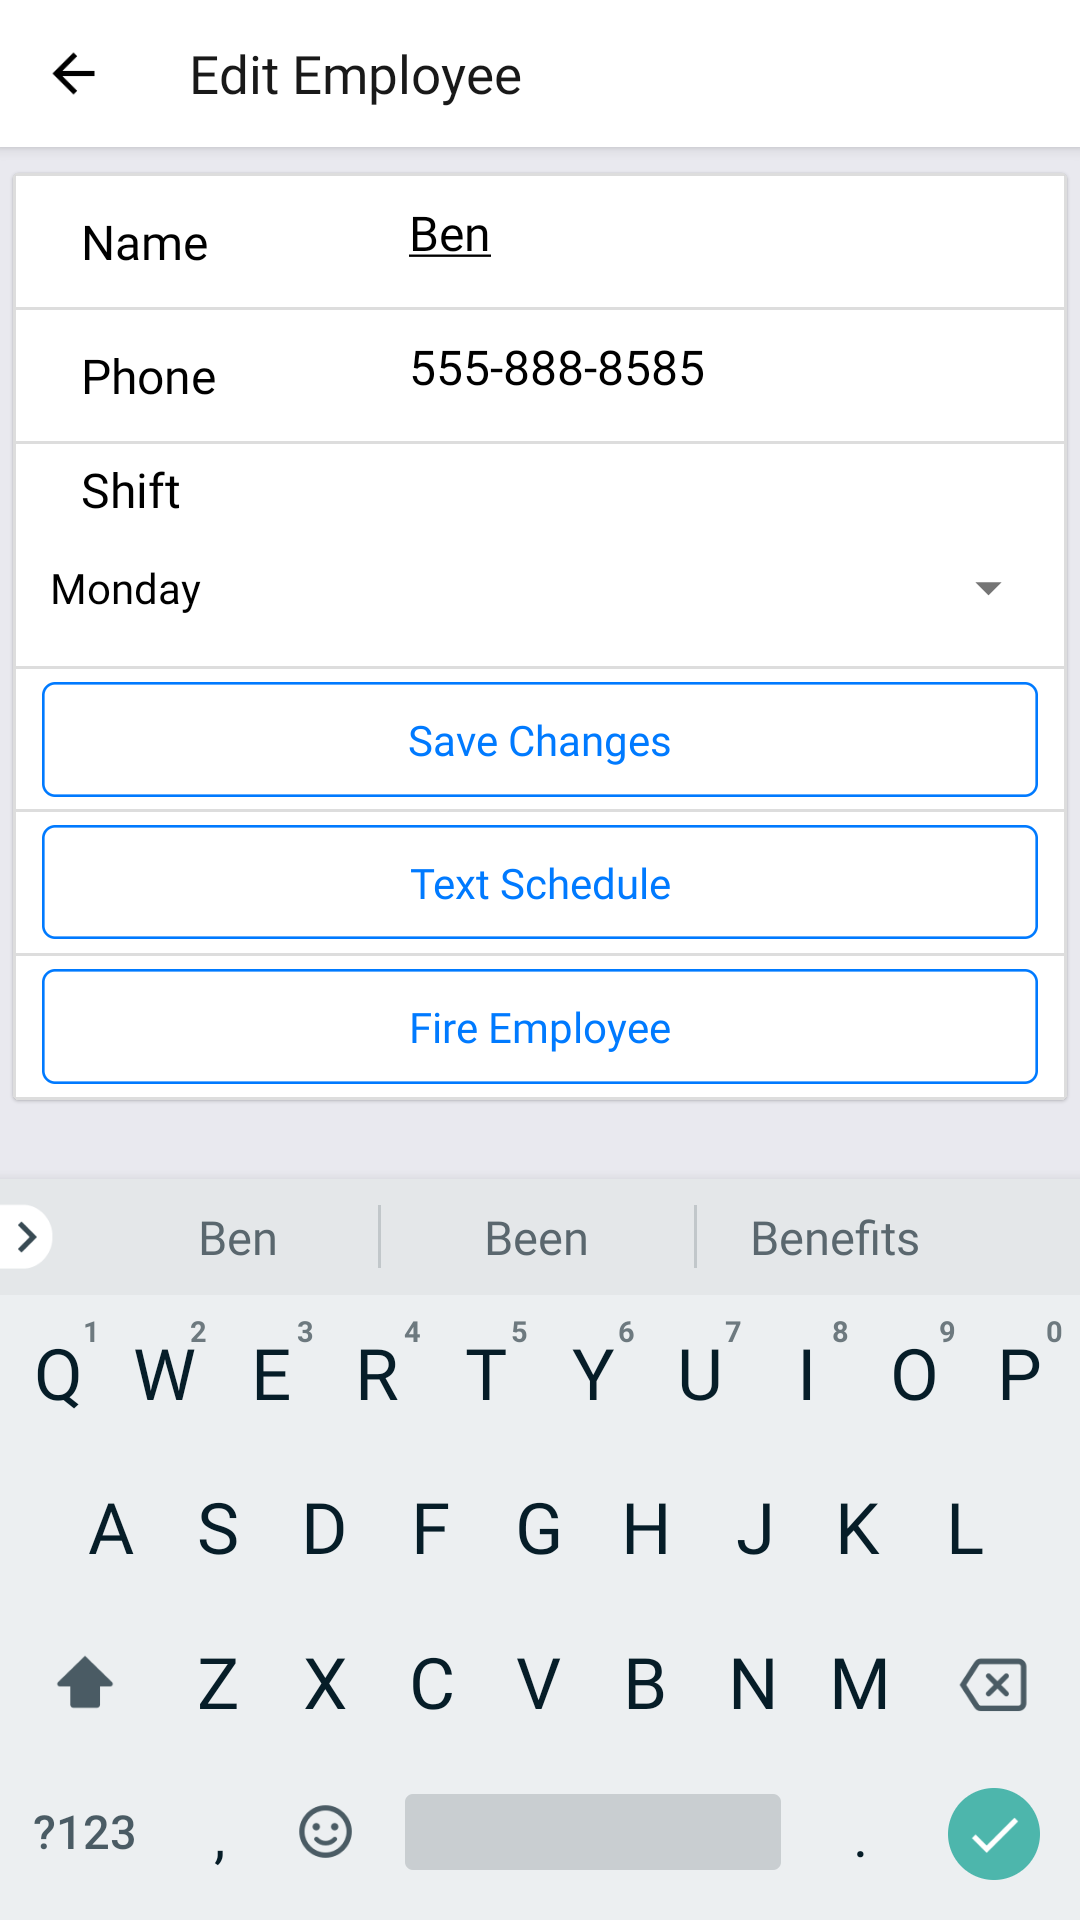 Edit Employee
Name Ben
Phone 555-888-8585
Shift
Monday
Save Changes
Text Schedule
Fire Employee
Ben Been Benefits
1 2 3 4 5 6 7 8 9 0
Q W E R T Y U I O P
A S D F G H J K L
Z X C V B N M
?123 , .